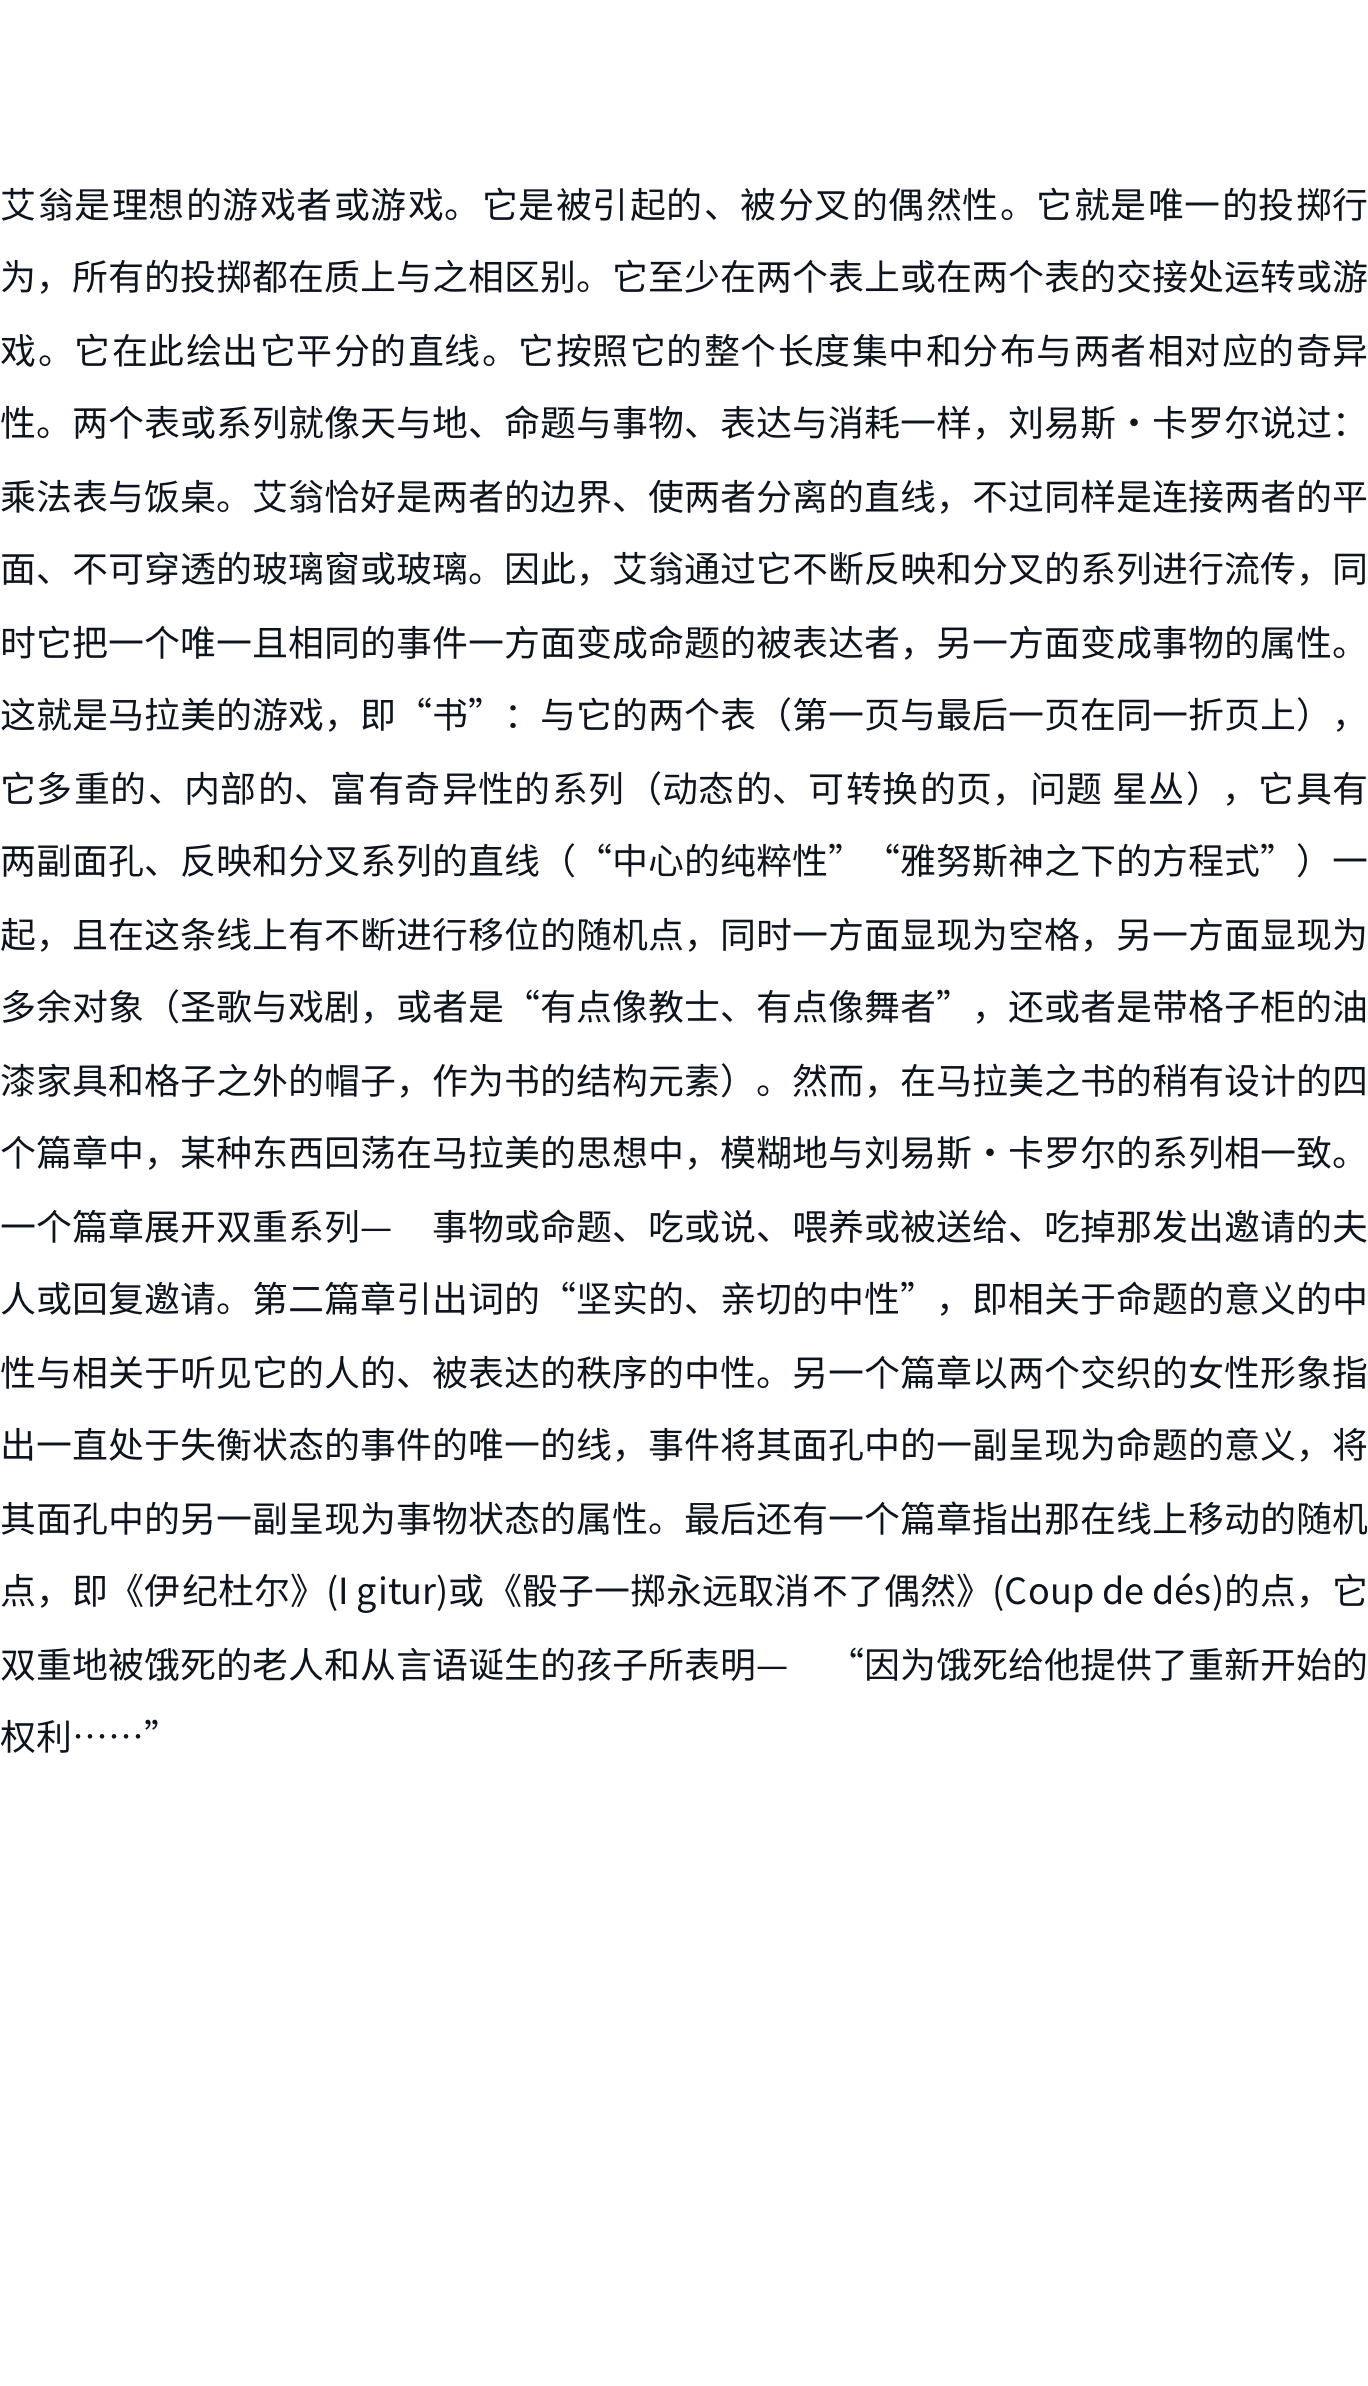 艾翁是理想的游戏者或游戏。它是被引起的、被分叉的偶然性。它就是唯一的投掷行
为，所有的投掷都在质上与之相区别。它至少在两个表上或在两个表的交接处运转或游
戏。它在此绘出它平分的直线。它按照它的整个长度集中和分布与两者相对应的奇异
性。两个表或系列就像天与地、命题与事物、表达与消耗一样，刘易斯·卡罗尔说过：
乘法表与饭桌。艾翁恰好是两者的边界、使两者分离的直线，不过同样是连接两者的平
面、不可穿透的玻璃窗或玻璃。因此，艾翁通过它不断反映和分叉的系列进行流传，同
时它把一个唯一且相同的事件一方面变成命题的被表达者，另一方面变成事物的属性。
这就是马拉美的游戏，即“书”：与它的两个表（第一页与最后一页在同一折页上），
它多重的、内部的、富有奇异性的系列（动态的、可转换的页，问题 星丛），它具有
两副面孔、反映和分叉系列的直线（“中心的纯粹性”“雅努斯神之下的方程式”）一
起，且在这条线上有不断进行移位的随机点，同时一方面显现为空格，另一方面显现为
多余对象（圣歌与戏剧，或者是“有点像教士、有点像舞者”，还或者是带格子柜的油
漆家具和格子之外的帽子，作为书的结构元素）。然而，在马拉美之书的稍有设计的四
个篇章中，某种东西回荡在马拉美的思想中，模糊地与刘易斯·卡罗尔的系列相一致。
一个篇章展开双重系列— 事物或命题、吃或说、喂养或被送给、吃掉那发出邀请的夫
人或回复邀请。第二篇章引出词的“坚实的、亲切的中性”，即相关于命题的意义的中
性与相关于听见它的人的、被表达的秩序的中性。另一个篇章以两个交织的女性形象指
出一直处于失衡状态的事件的唯一的线，事件将其面孔中的一副呈现为命题的意义，将
其面孔中的另一副呈现为事物状态的属性。最后还有一个篇章指出那在线上移动的随机
点，即《伊纪杜尔》(I gitur)或《骰子一掷永远取消不了偶然》(Coup de dés)的点，它
双重地被饿死的老人和从言语诞生的孩子所表明— “因为饿死给他提供了重新开始的
权利……”